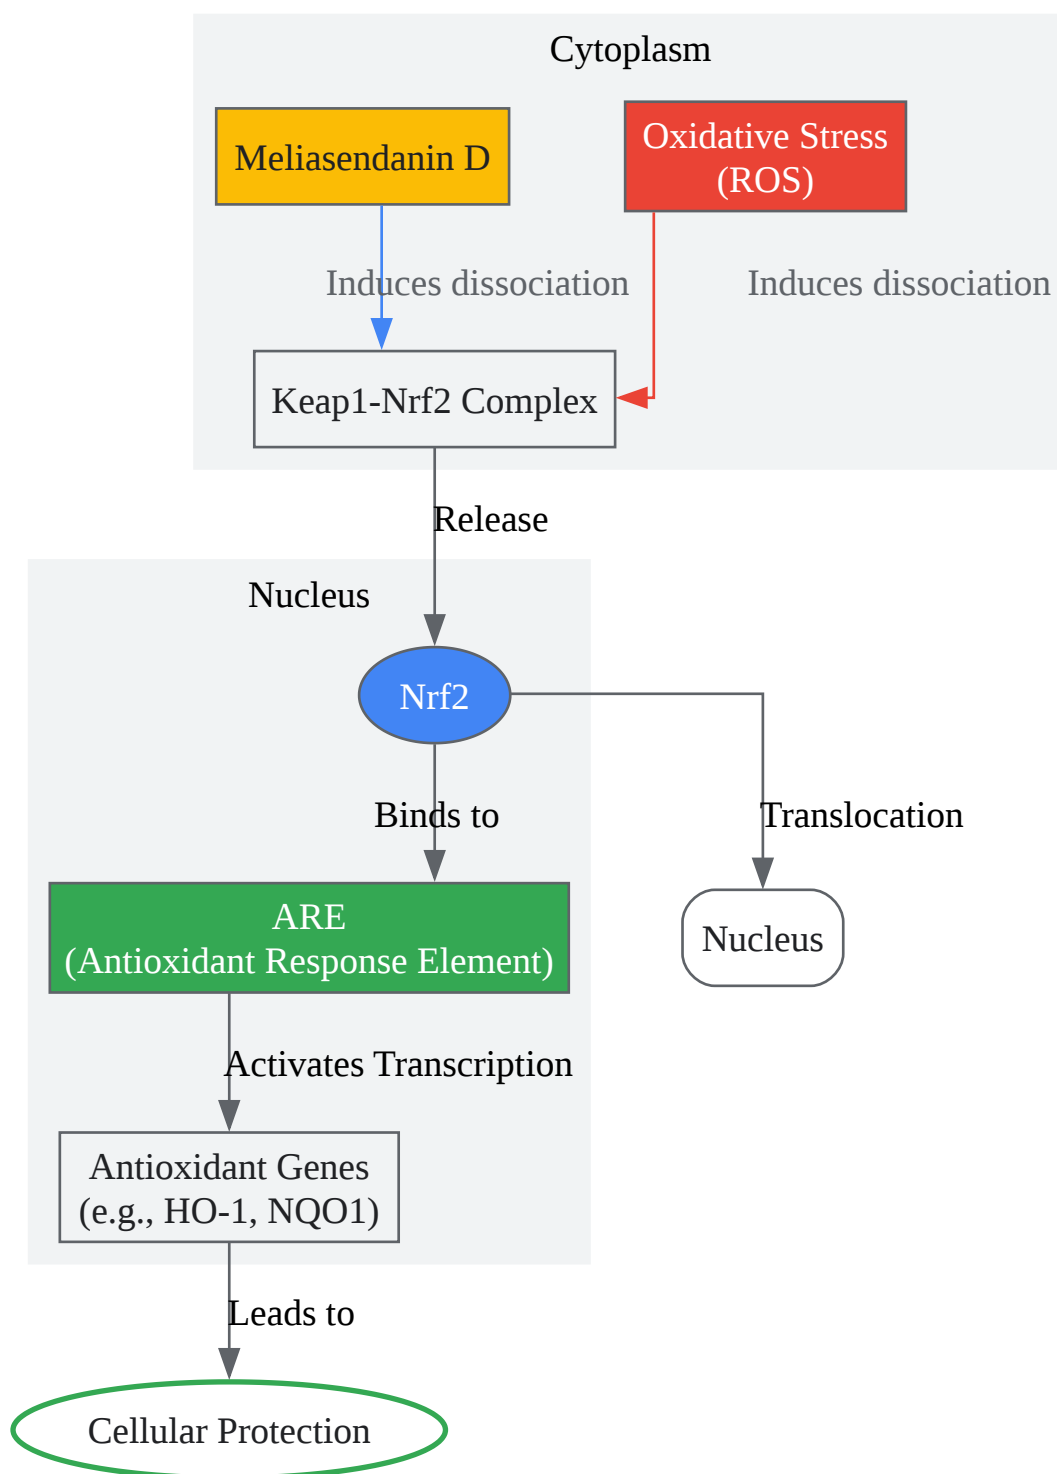 Cytoplasm
Meliasendanin D
Oxidative Stress
(ROS)
Induces dissociation
Induces dissociation
Keap1-Nrf2 Complex
Release
Nucleus
Nrf2
Binds to
Translocation
ARE
(Antioxidant Response Element)
Nucleus
Activates Transcription
Antioxidant Genes
(e.g., HO-1, NQO1)
Leads to
Cellular Protection